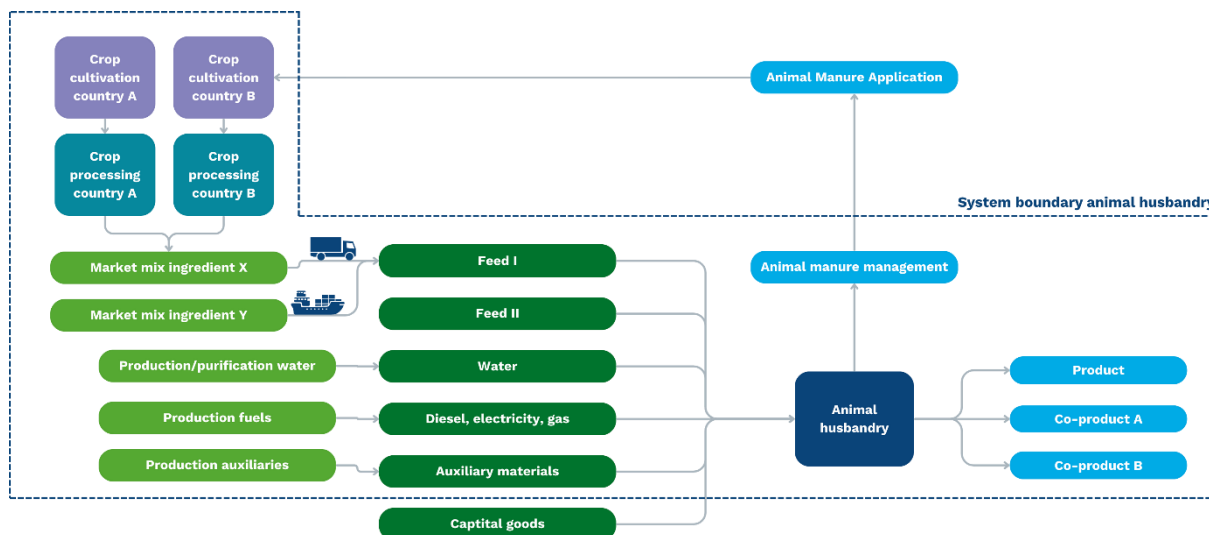 Crop
cultivation
country A
Crop
cultivation
country B
Animal Manure Application
Crop
processing
country A
Crop
processing
country B
System boundary animal husbandry
Market mix ingredient X
Feed I
Animal manure management
Market mix ingredient Y
Feed II
Production/purification water
Water
Product
Production fuels
Diesel, electricity, gas
Animal
husbandry
Co-product A
Production auxiliaries
Auxiliary materials
Co-product B
Captital goods